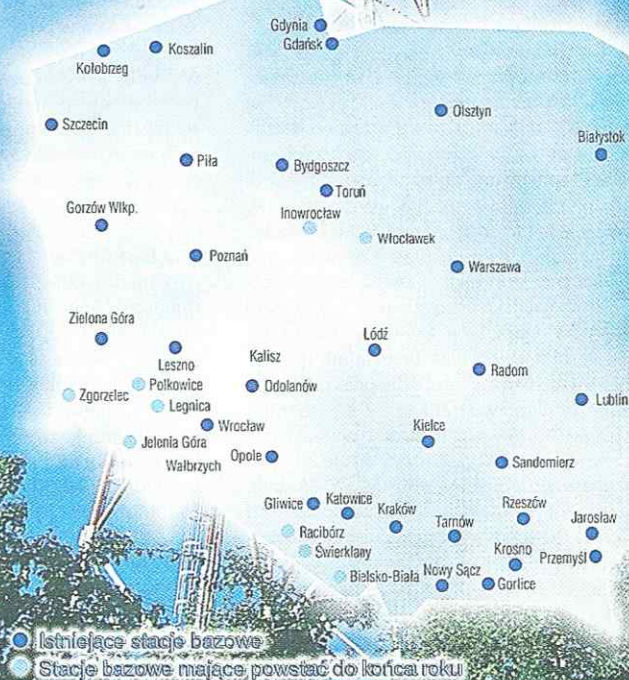 Gdynia
Gdańsk
Koszalin
Kołobrzeg
Olsztyn
Szczecin
Białystok
Piła
Bydgoszcz
Toruń
Gorzów Wlkp.
Inowrocław
Włocławek
Poznań
Warszawa
Zielona Góra
Łódź
Leszno
Kalisz
Radom
Polkowice
Odolanów
Zgorzelec
Legnica
Lublin
Wrocław
Kielce
Jelenia Góra
Wałbrzych
Opole
Sandomierz
Gliwice
Katowice
Kraków
Rzeszów
Jarosław
Racibórz
Tarnów
Świerklany
Krosno
Przemyśl
Bielsko-Biała
Nowy Sącz
Gorlice
Istniejące stacje bazowe
Stacje bazowe mające powstać do końca roku